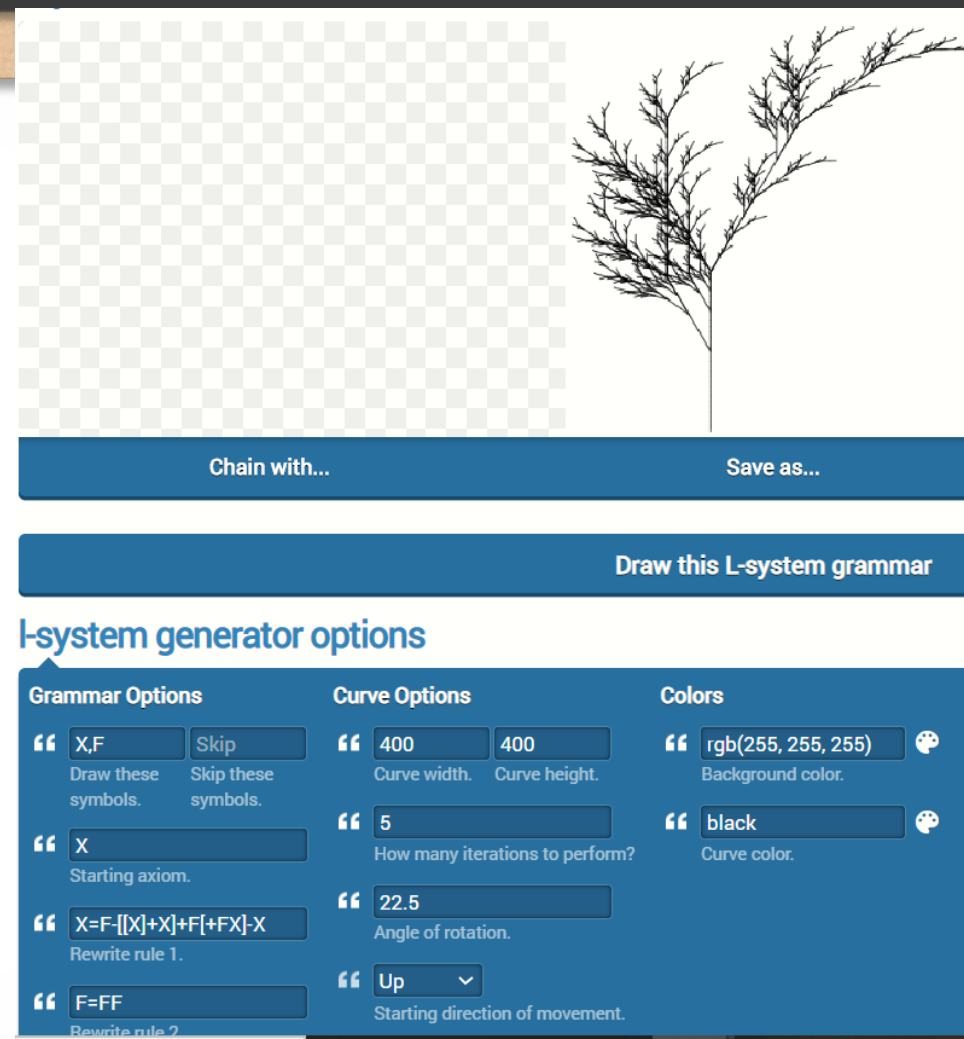 Chain with...
Save as...
Draw this L-system grammar
l-system generator options
Grammar Options
Curve Options
Colors
X,F
Skip
400
400
rgb(255, 255, 255)
Draw these
symbols.
Skip these
symbols.
Curve width.
Curve height.
Background color.
X
Starting axiom.
5
How many iterations to perform?
black
Curve color.
X=F-[[X]+X]+F[+FX]-X
Rewrite rule 1.
22.5
Angle of rotation.
F=FF
Rewrite rule 2
Up
Starting direction of movement.